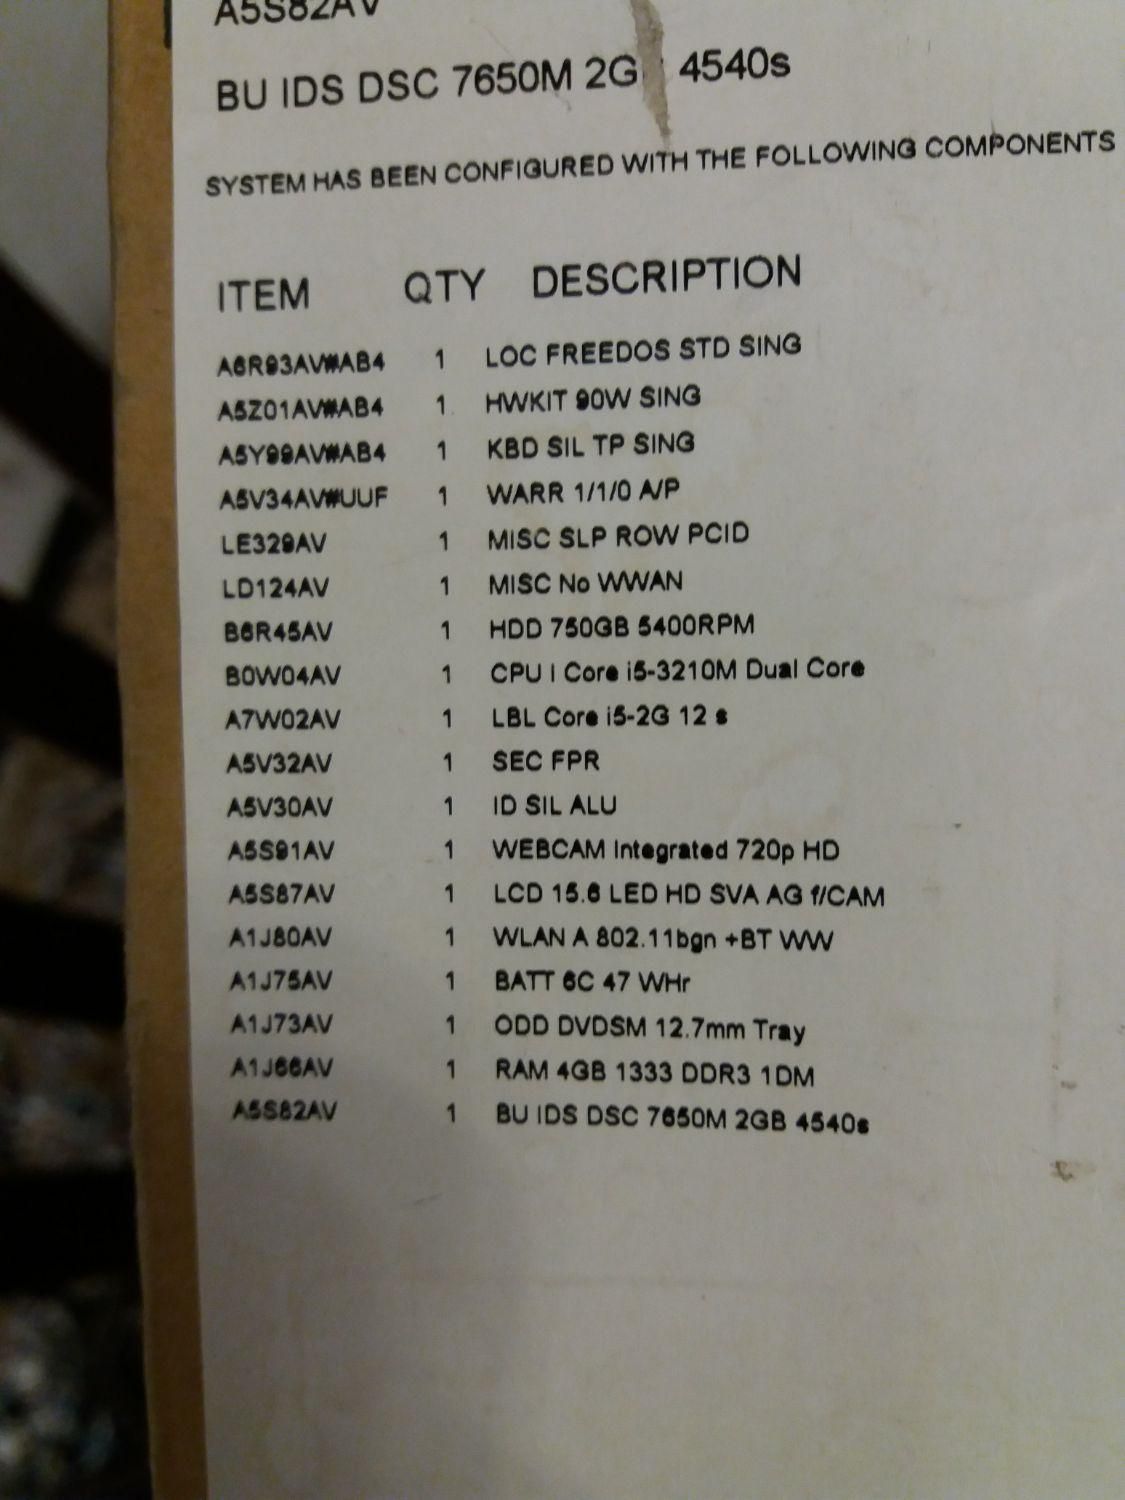 A5S82AV
BU IDS DSC 7650M 2G 4540s
SYSTEM HAS BEEN CONFIGURED WITH THE FOLLOWING COMPONENTS
ITEM QTY DESCRIPTION
A6R93AV#AB4 1 LOC FREEDOS STD SING
A5Z01AV#AB4 1 HWKIT 90W SING
A5Y99AV#AB4 1 KBD SIL TP SING
A5V34AV#UUF 1 WARR 1/1/0 A/P
LE329AV 1 MISC SLP ROW PCID
LD124AV 1 MISC No WWAN
B6R45AV 1 HDD 750GB 5400RPM
B0W04AV 1 CPU I Core i5-3210M Dual Core
A7W02AV 1 LBL Core i5-2G 12 s
A5V32AV 1 SEC FPR
A5V30AV 1 ID SIL ALU
A5S91AV 1 WEBCAM Integrated 720p HD
A5S87AV 1 LCD 15.6 LED HD SVA AG f/CAM
A1J80AV 1 WLAN A 802.11bgn +BT WW
A1J75AV 1 BATT 6C 47 WHr
A1J73AV 1 ODD DVDSM 12.7mm Tray
A1J66AV 1 RAM 4GB 1333 DDR3 1DM
A5S82AV 1 BU IDS DSC 7650M 2GB 4540s